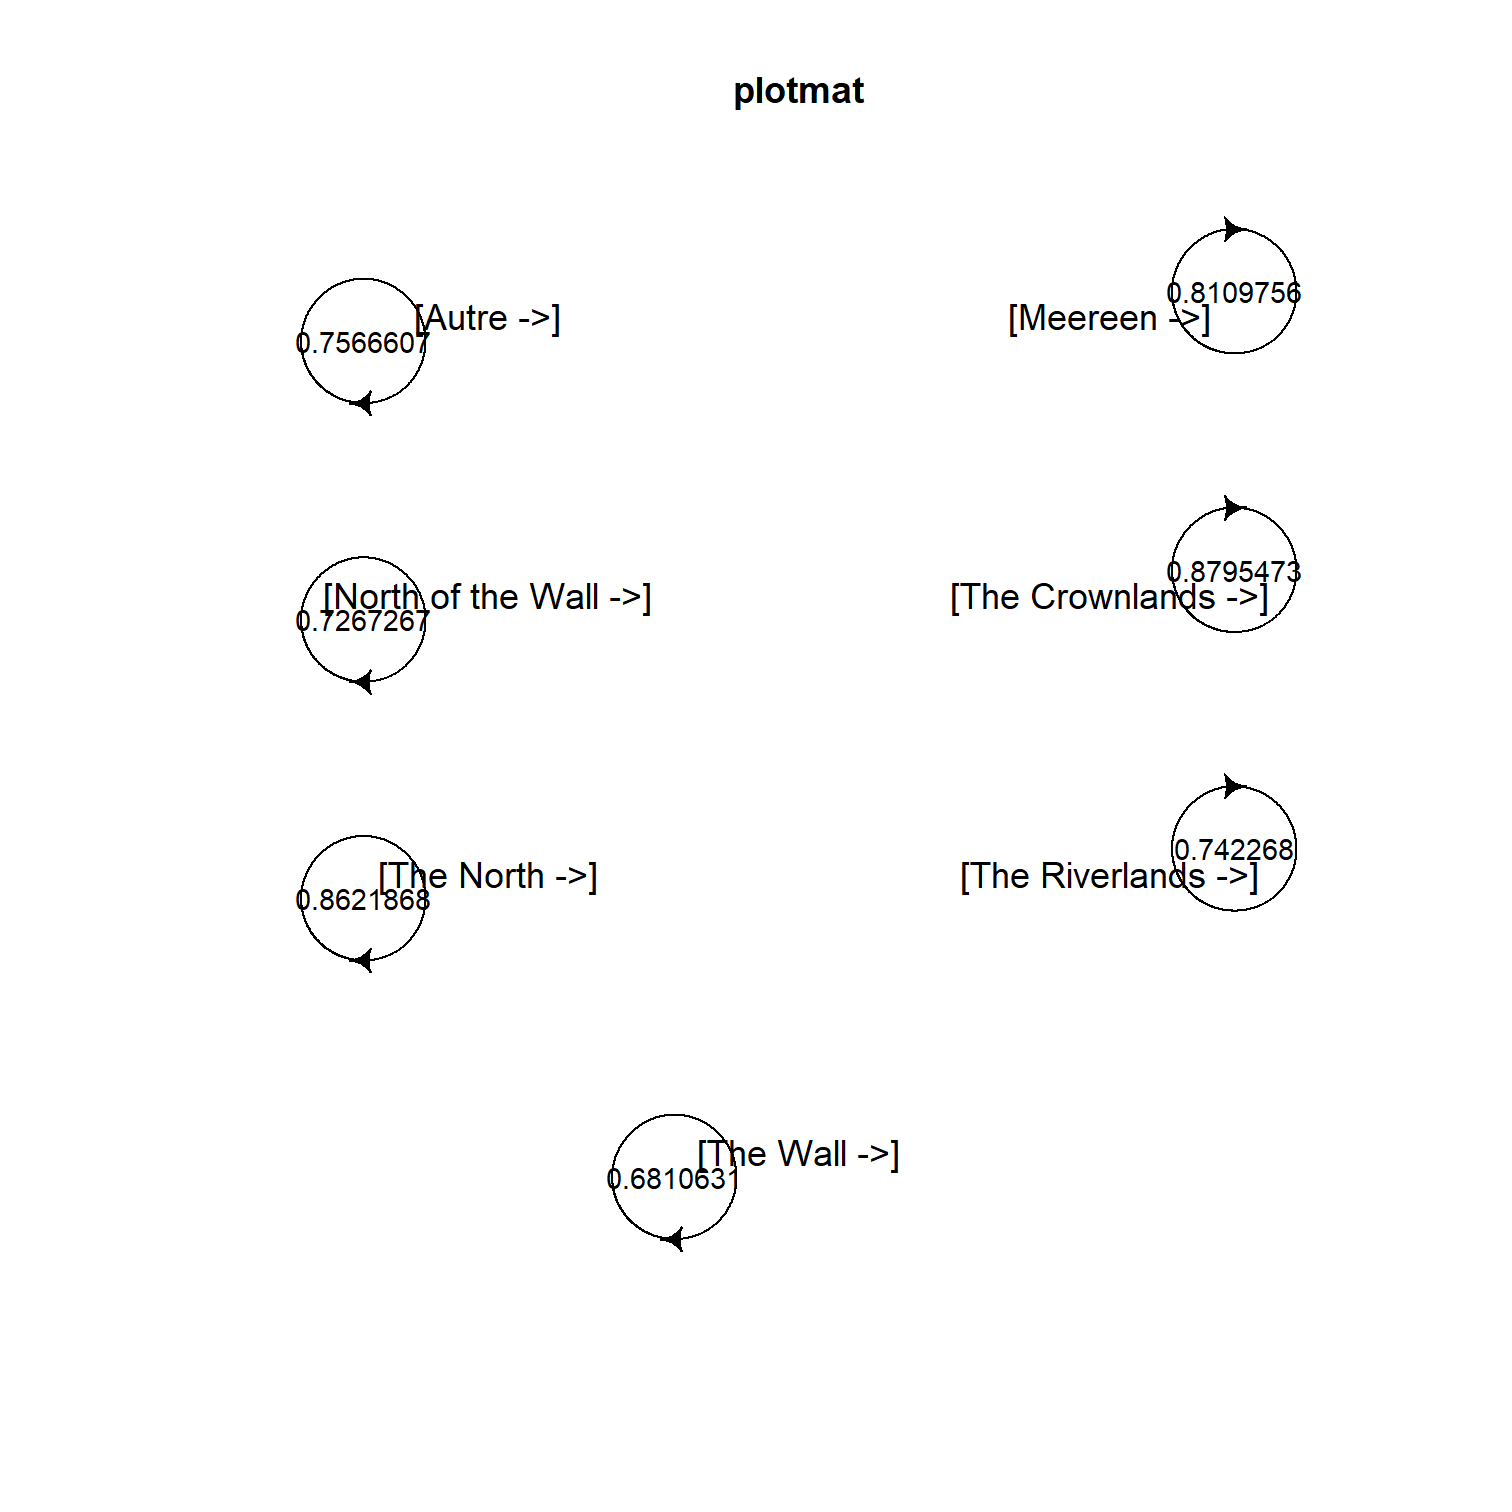 plotmat
0.8109756
[Meereen ->]
[Autre ->]
0.7566607
0.8795473
[North of the Wall ->]
[The Crownlands ->]
0.7267267
0.742268
[The North ->]
[The Riverlands ->]
0.8621868
[The Wall ->]
0.6810631